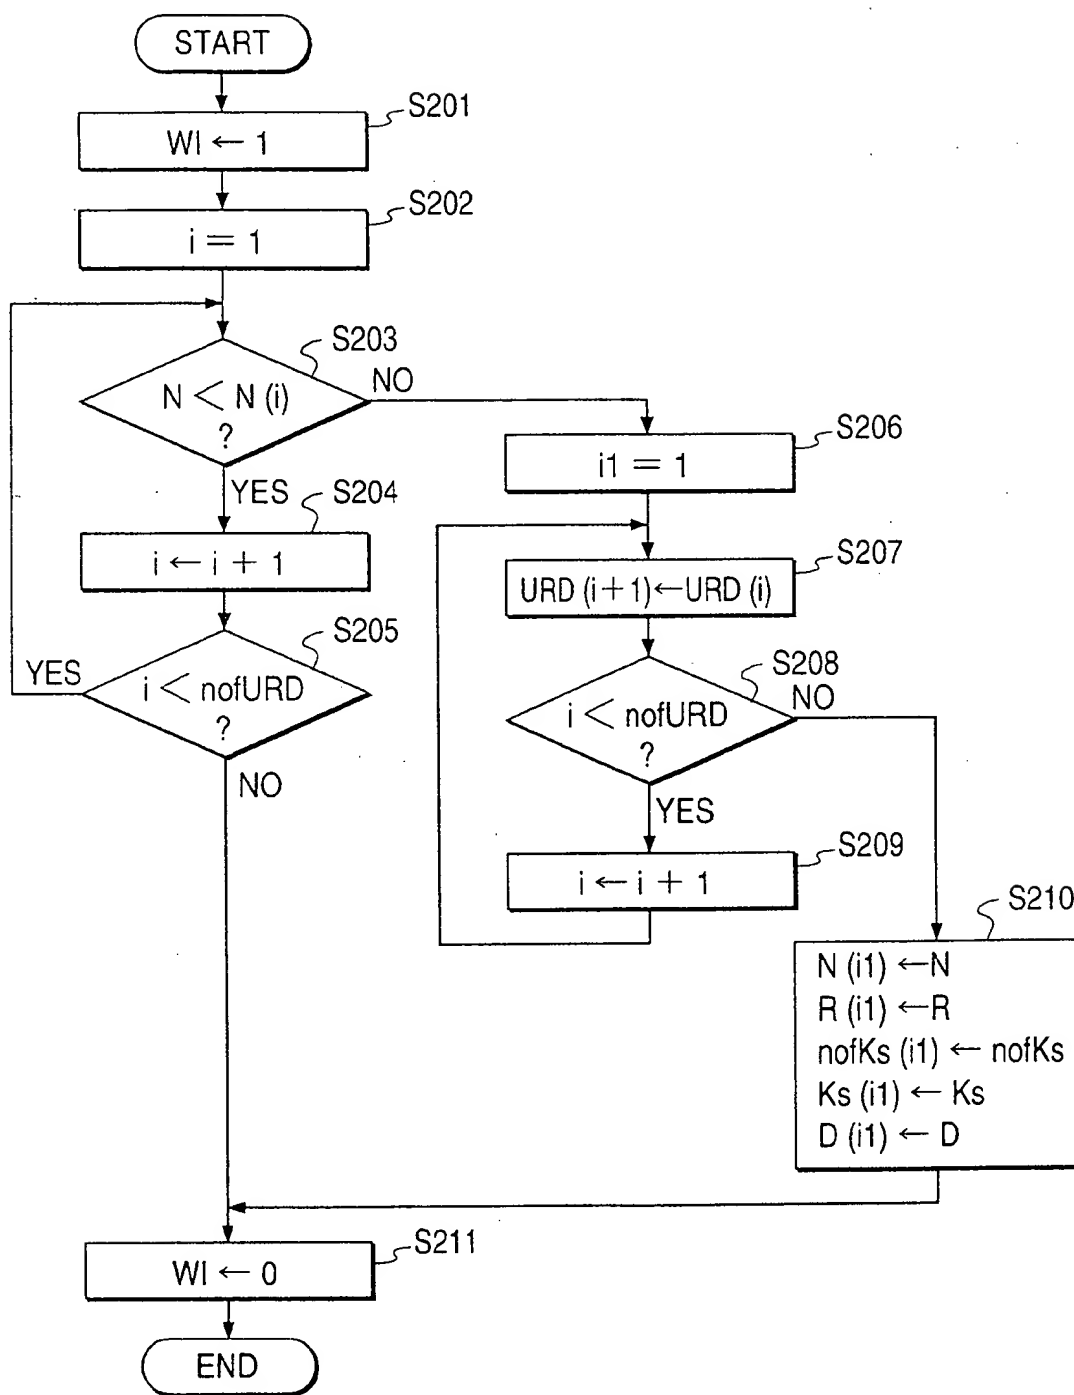 START
S201
WI ← 1
S202
i = 1
S203
N < N (i)
?
NO
YES
S204
i ← i + 1
S205
i < nofURD
?
YES
NO
S206
i1 = 1
S207
URD (i + 1) ← URD (i)
S208
i < nofURD
?
NO
YES
S209
i ← i + 1
S210
N (i1) ← N
R (i1) ← R
nofKs (i1) ← nofKs
Ks (i1) ← Ks
D (i1) ← D
S211
WI ← 0
END